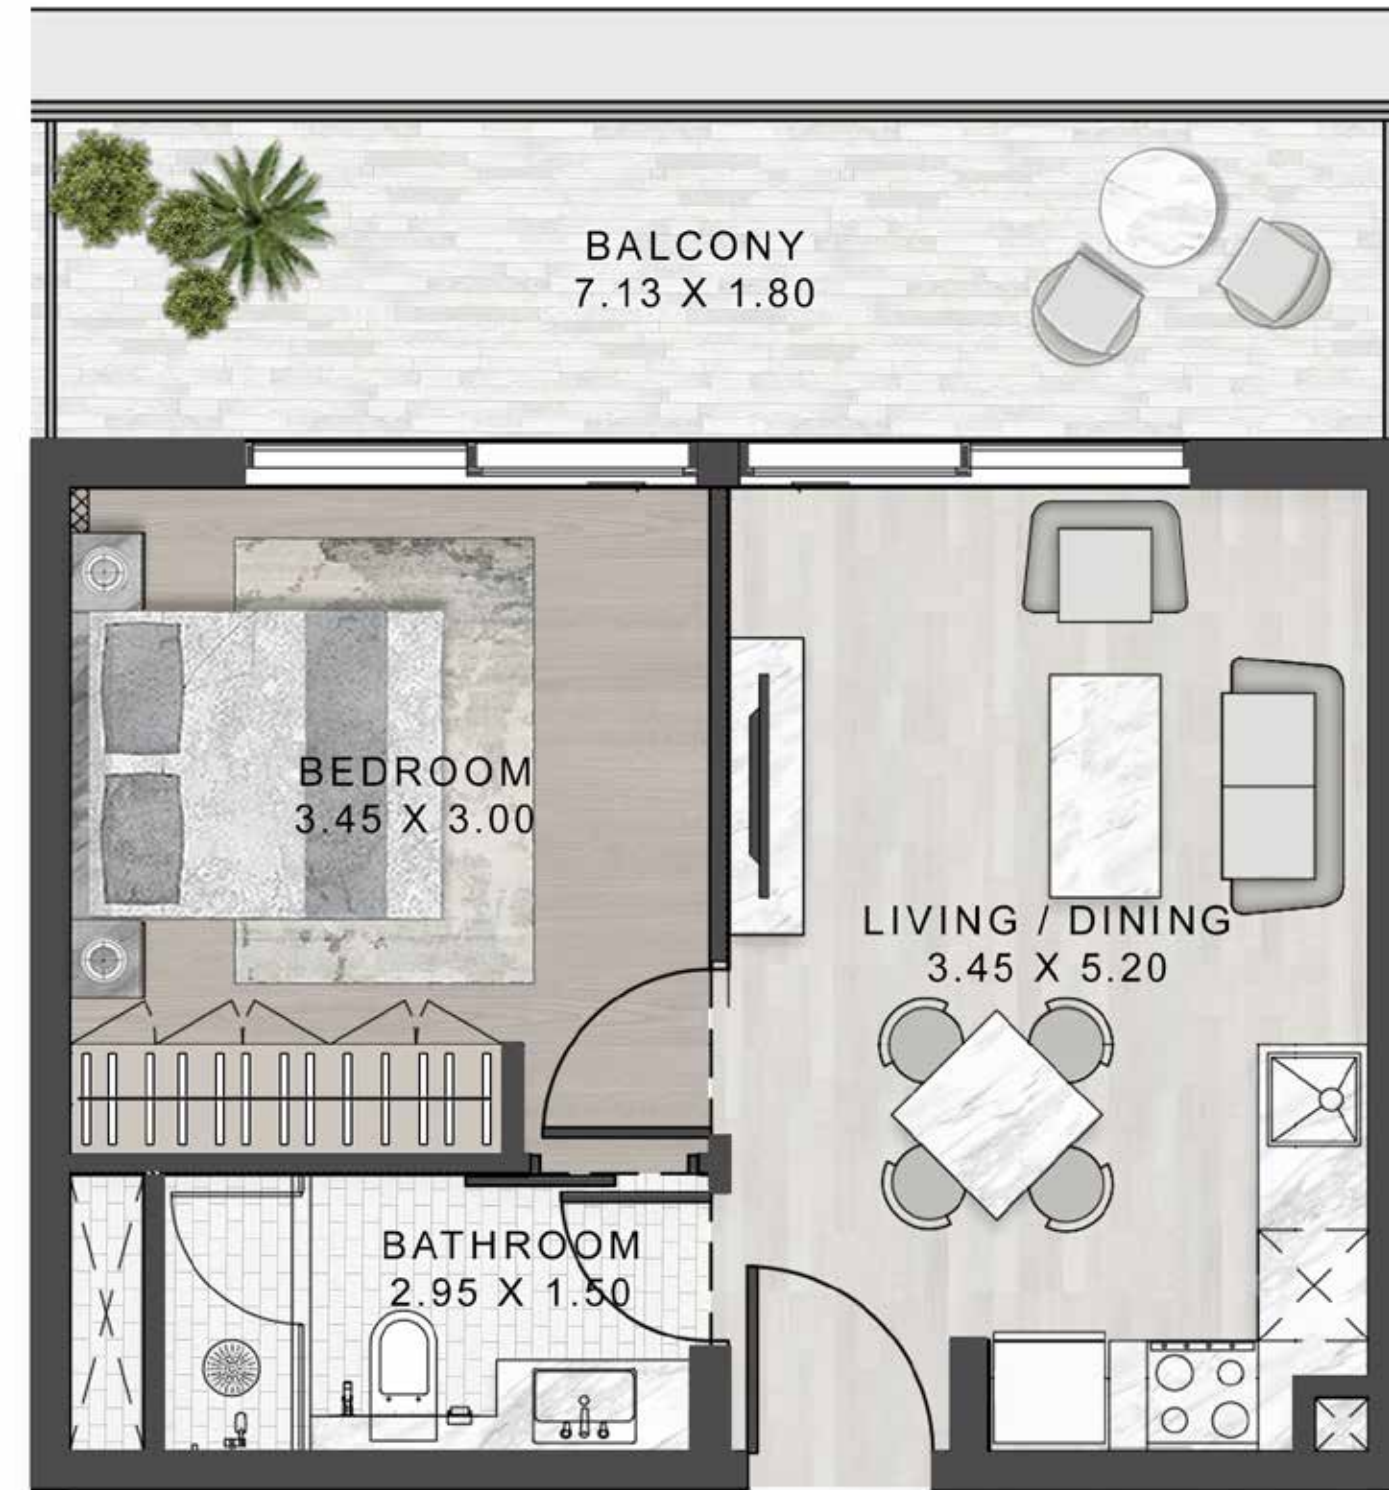 BALCONY
7.13 X 1.80
BEDROOM
3.45 X 3.00
LIVING / DINING
3.45 X 5.20
BATHROOM
2.95 X 1.50